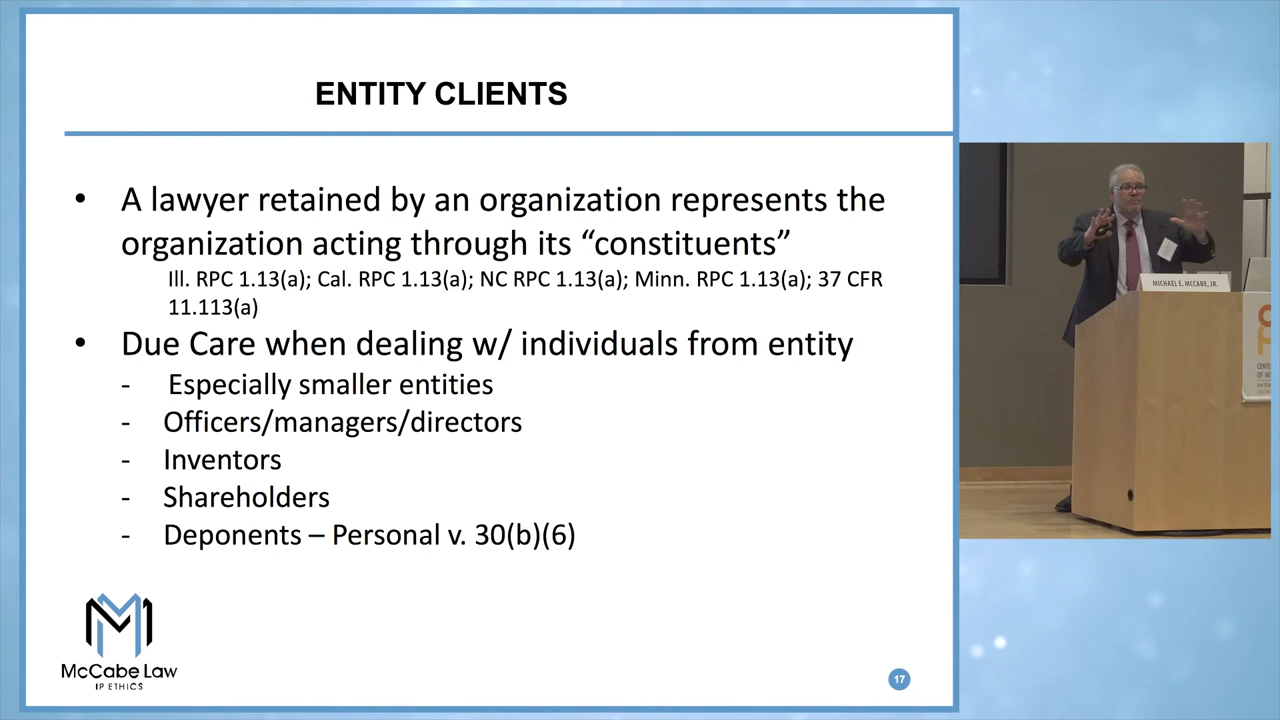 ENTITY CLIENTS
• A lawyer retained by an organization represents the
organization acting through its “constituents”
Ill. RPC 1.13(a); Cal. RPC 1.13(a); NC RPC 1.13(a); Minn. RPC 1.13(a); 37 CFR
11.113(a)
• Due Care when dealing w/ individuals from entity
- Especially smaller entities
- Officers/managers/directors
- Inventors
- Shareholders
- Deponents – Personal v. 30(b)(6)
McCabe Law
IP ETHICS
17
MICHAEL E. MCCABE, JR.